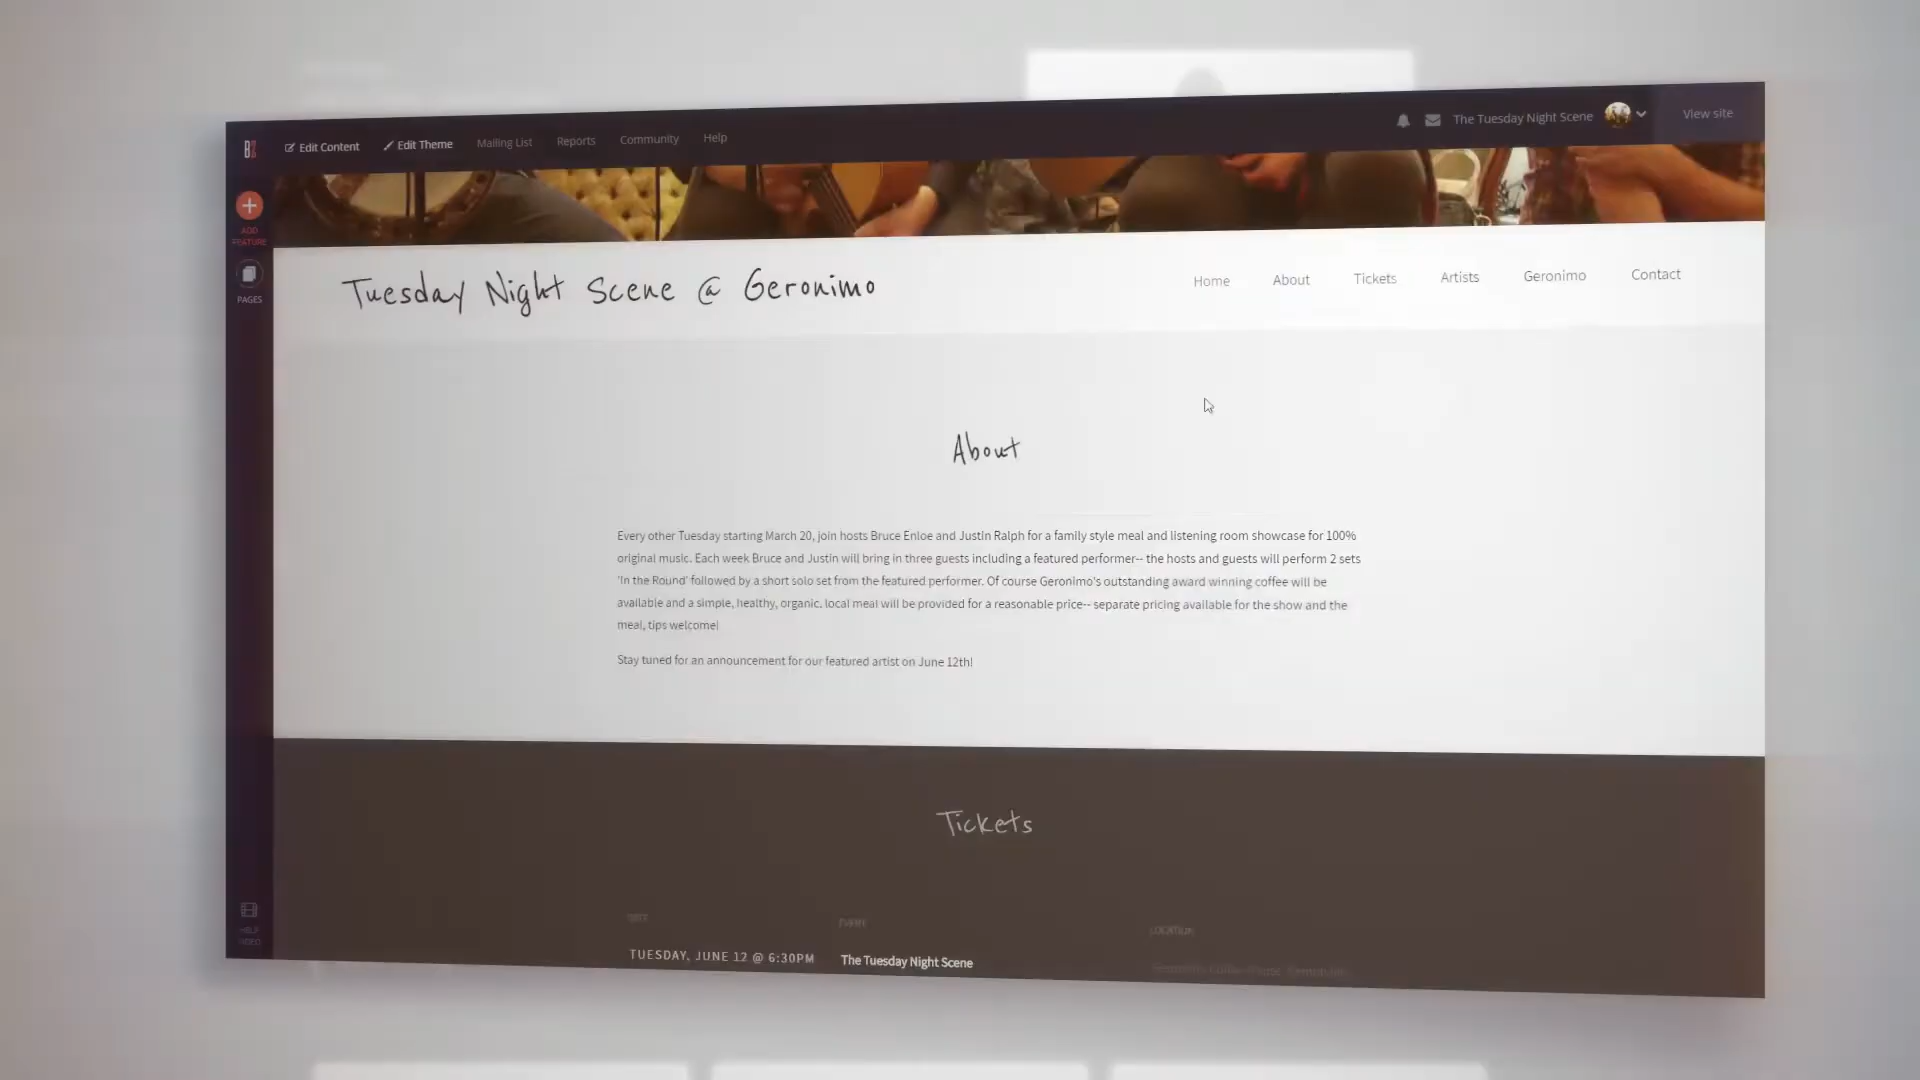 Edit Content Edit Theme Mailing List Reports Community Help The Tuesday Night Scene View site
ADD
FEATURE
PAGES
Tuesday Night Scene @ Geronimo
Home About Tickets Artists Geronimo Contact
About
Every other Tuesday starting March 20, join hosts Bruce Enloe and Justin Ralph for a family style meal and listening room showcase for 100%
original music. Each week Bruce and Justin will bring in three guests including a featured performer-- the hosts and guests will perform 2 sets
'In the Round' followed by a short solo set from the featured performer. Of course Geronimo's outstanding award winning coffee will be
available and a simple, healthy, organic, local meal will be provided for a reasonable price-- separate pricing available for the show and the
meal, tips welcome!
Stay tuned for an announcement for our featured artist on June 12th!
Tickets
DATE EVENT LOCATION
TUESDAY, JUNE 12 @ 6:30PM The Tuesday Night Scene
HELP
VIDEO